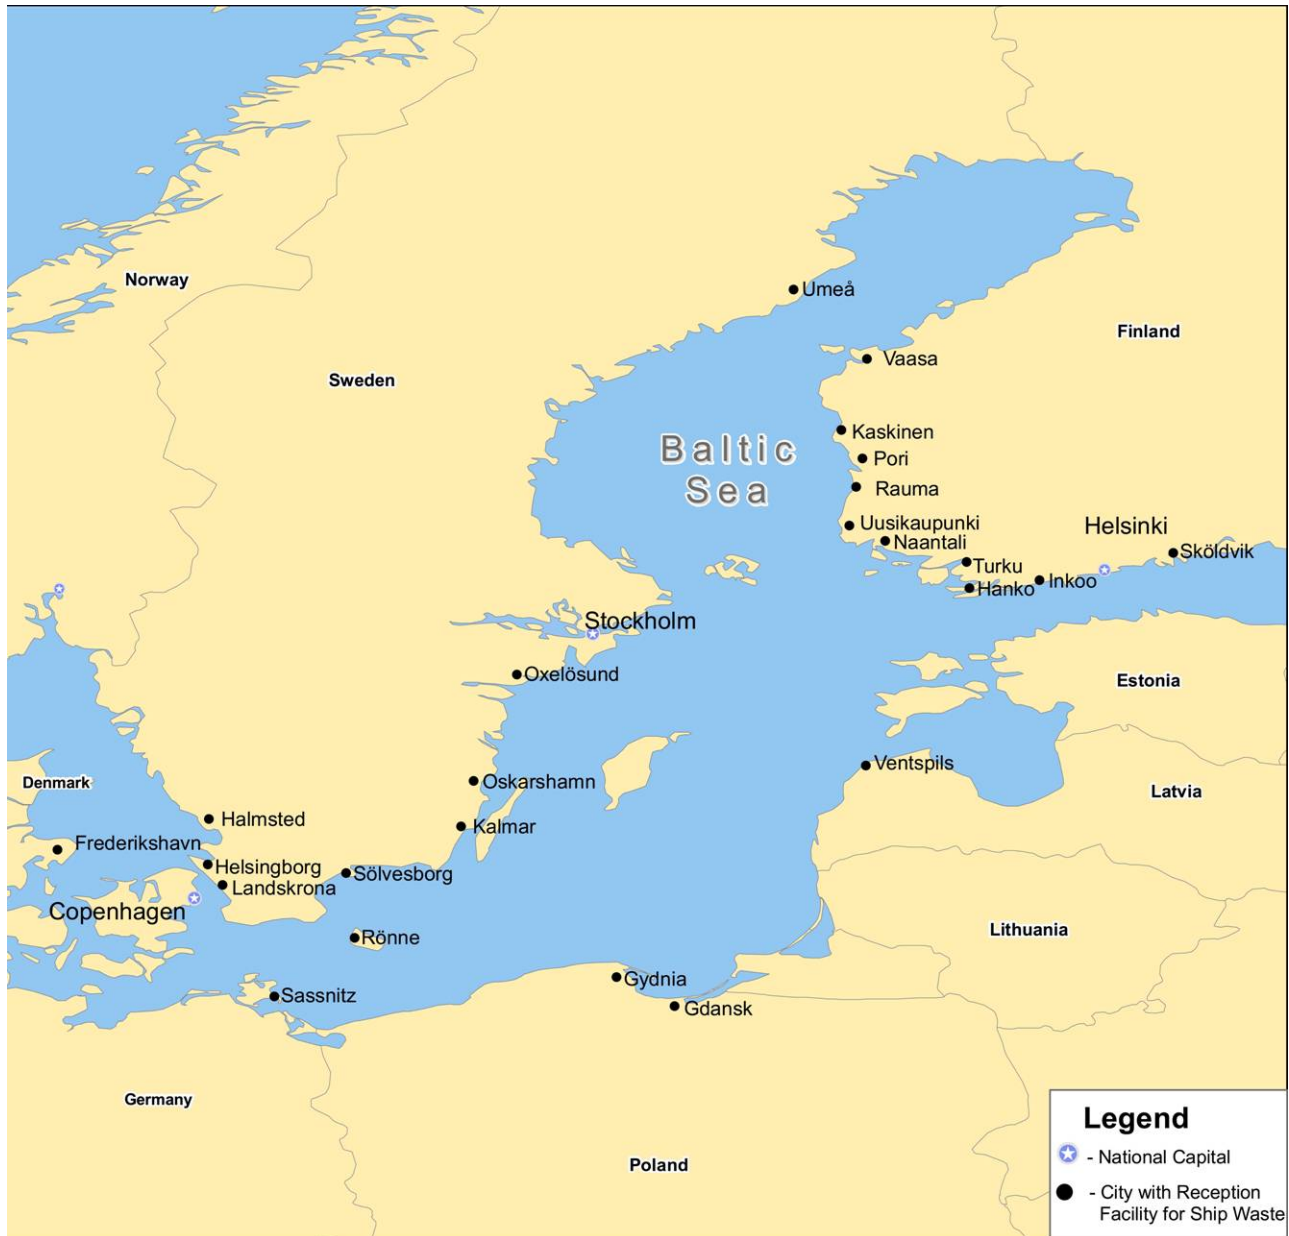 Norway
Umeå
Finland
Vaasa
Sweden
Kaskinen
Baltic
Sea
Pori
Rauma
Uusikaupunki
Helsinki
Naantali
Sköldvik
Turku
Inkoo
Hanko
Stockholm
Oxelösund
Estonia
Ventspils
Denmark
Oskarshamn
Latvia
Halmsted
Kalmar
Frederikshavn
Helsingborg
Sölvesborg
Landskrona
Copenhagen
Lithuania
Rönne
Gydnia
Sassnitz
Gdansk
Germany
Poland
Legend
- National Capital
- City with Reception
Facility for Ship Waste